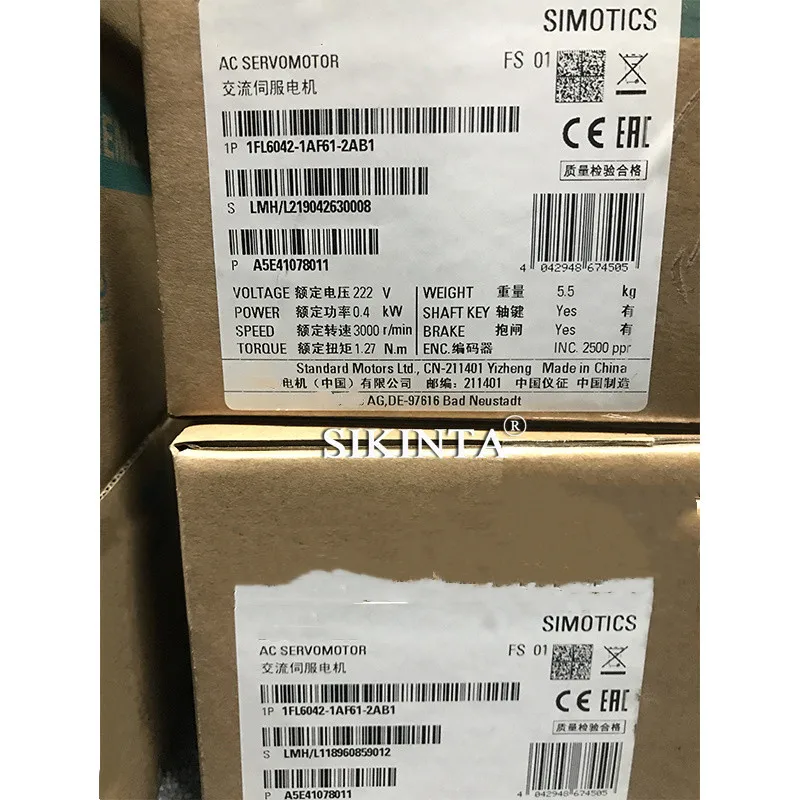 SIMOTICS
AC SERVOMOTOR FS 01
交流伺服电机
CE EAC
1P 1FL6042-1AF61-2AB1
质量检验合格
S LMH/L219042630008
P A5E41078011
4 042948 674505
VOLTAGE 额定电压 222 V WEIGHT 重量 5.5 kg
POWER 额定功率 0.4 kW SHAFT KEY 轴键 Yes 有
SPEED 额定转速 3000 r/min BRAKE 抱闸 Yes 有
TORQUE 额定扭矩 1.27 N.m ENC.编码器 INC. 2500 ppr
Standard Motors Ltd., CN-211401 Yizheng Made in China
电机（中国）有限公司 邮编：211401 中国仪征 中国制造
AG,DE-97616 Bad Neustadt
SIKINTA®
SIMOTICS
AC SERVOMOTOR FS 01
交流伺服电机
CE EAC
1P 1FL6042-1AF61-2AB1
质量检验合格
S LMH/L118960859012
P A5E41078011
4 042948 674505